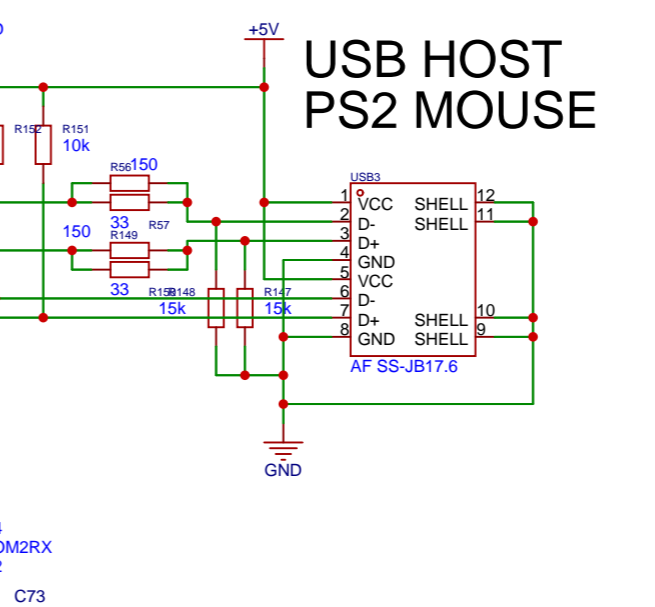 +5V
USB HOST
PS2 MOUSE
R152
R151
10k
R56
150
USB3
1
VCC
SHELL
12
2
D-
SHELL
11
33
R57
150
R149
3
D+
4
GND
5
VCC
33
R148
R147
6
D-
15k
15k
7
D+
SHELL
10
8
GND
SHELL
9
AF SS-JB17.6
GND
OM2RX
C73